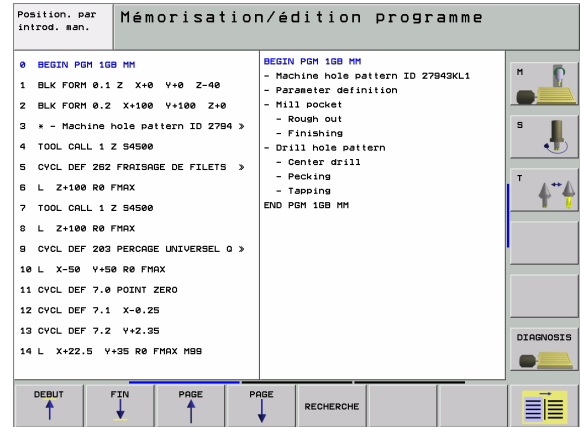 Position. par
introd. man.
Mémorisation/édition programme
0 BEGIN PGM 1GB MM
1 BLK FORM 0.1 Z X+0 Y+0 Z-40
2 BLK FORM 0.2 X+100 Y+100 Z+0
3 * - Machine hole pattern ID 2794 »
4 TOOL CALL 1 Z S4500
5 CYCL DEF 262 FRAISAGE DE FILETS »
6 L Z+100 R0 FMAX
7 TOOL CALL 1 Z S4500
8 L Z+100 R0 FMAX
9 CYCL DEF 203 PERCAGE UNIVERSEL Q »
10 L X-50 Y+50 R0 FMAX
11 CYCL DEF 7.0 POINT ZERO
12 CYCL DEF 7.1 X-0.25
13 CYCL DEF 7.2 Y+2.35
14 L X+22.5 Y+35 R0 FMAX M99
BEGIN PGM 1GB MM
- Machine hole pattern ID 27943KL1
- Parameter definition
- Mill pocket
- Rough out
- Finishing
- Drill hole pattern
- Center drill
- Pecking
- Tapping
END PGM 1GB MM
M
S
T
DIAGNOSIS
DEBUT
FIN
PAGE
PAGE
RECHERCHE